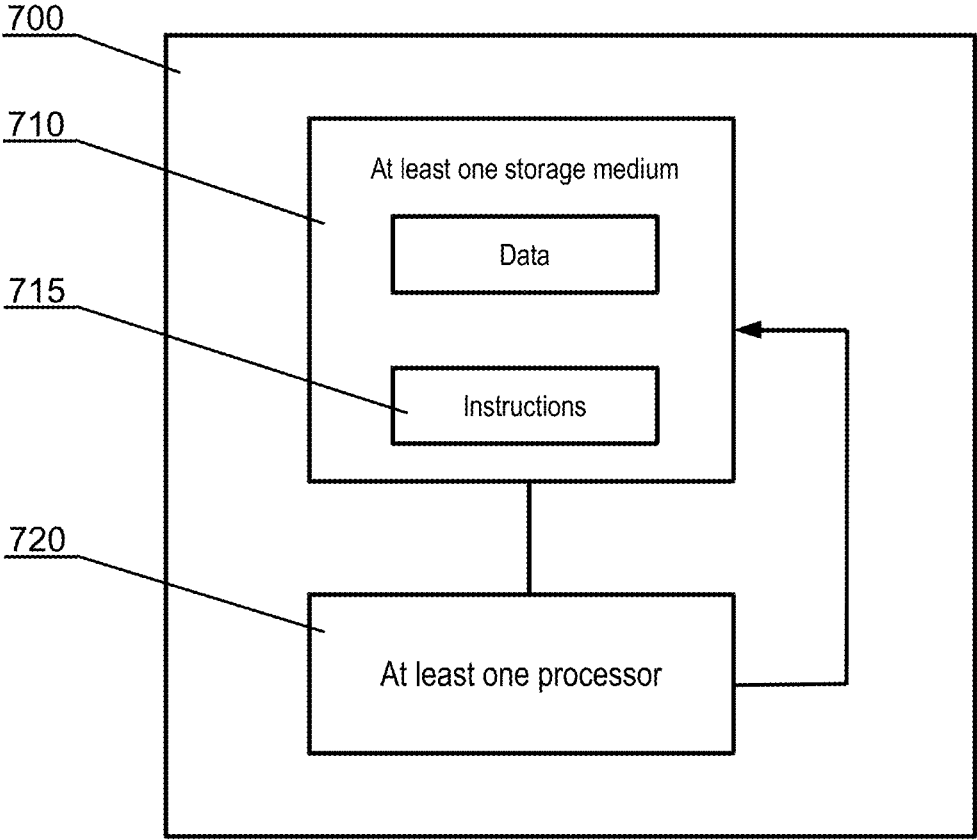 700
710
At least one storage medium
Data
715
Instructions
720
At least one processor